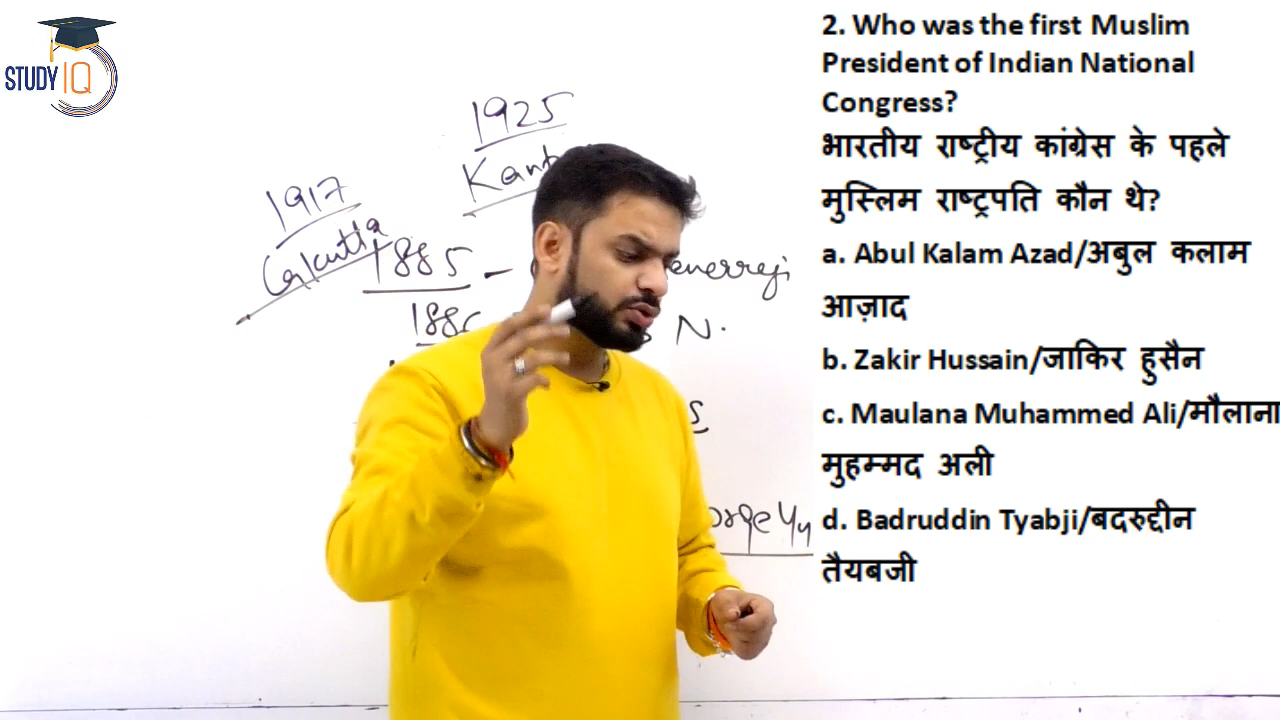 STUDY IQ
1925
1917
Calcutta
1885 -
N.
2. Who was the first Muslim
President of Indian National
Congress?
भारतीय राष्ट्रीय कांग्रेस के पहले
मुस्लिम राष्ट्रपति कौन थे?
a. Abul Kalam Azad/अबुल कलाम
आज़ाद
b. Zakir Hussain/जाकिर हुसैन
c. Maulana Muhammed Ali/मौलाना
मुहम्मद अली
d. Badruddin Tyabji/बदरुद्दीन
तैयबजी